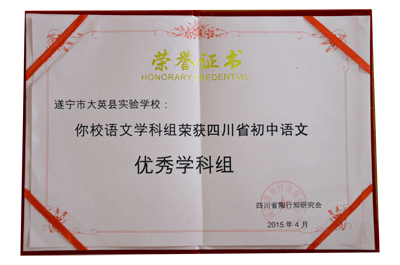 荣誉证书
HONORARY CREDENTIAL
遂宁市大英县实验学校：
你校语文学科组荣获四川省初中语文
优秀学科组
四川省陶行知研究会
2015年4月